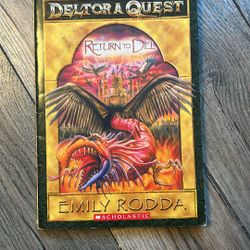 DELTORA QUEST
RETURN TO DEL
EMILY RODDA
SCHOLASTIC